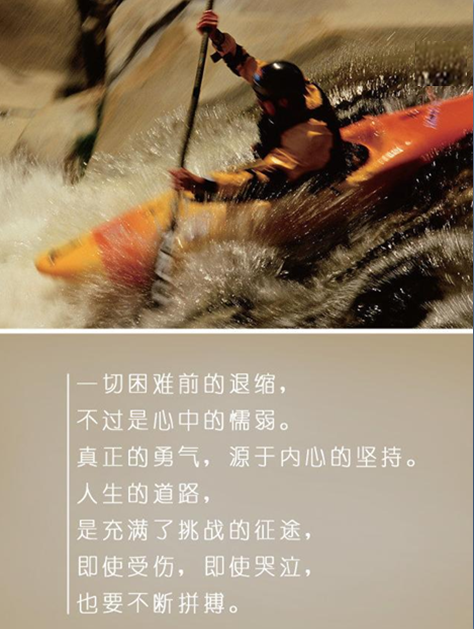 一切困难前的退缩，
不过是心中的懦弱。
真正的勇气，源于内心的坚持。
人生的道路，
是充满了挑战的征途，
即使受伤，即使哭泣，
也要不断拼搏。